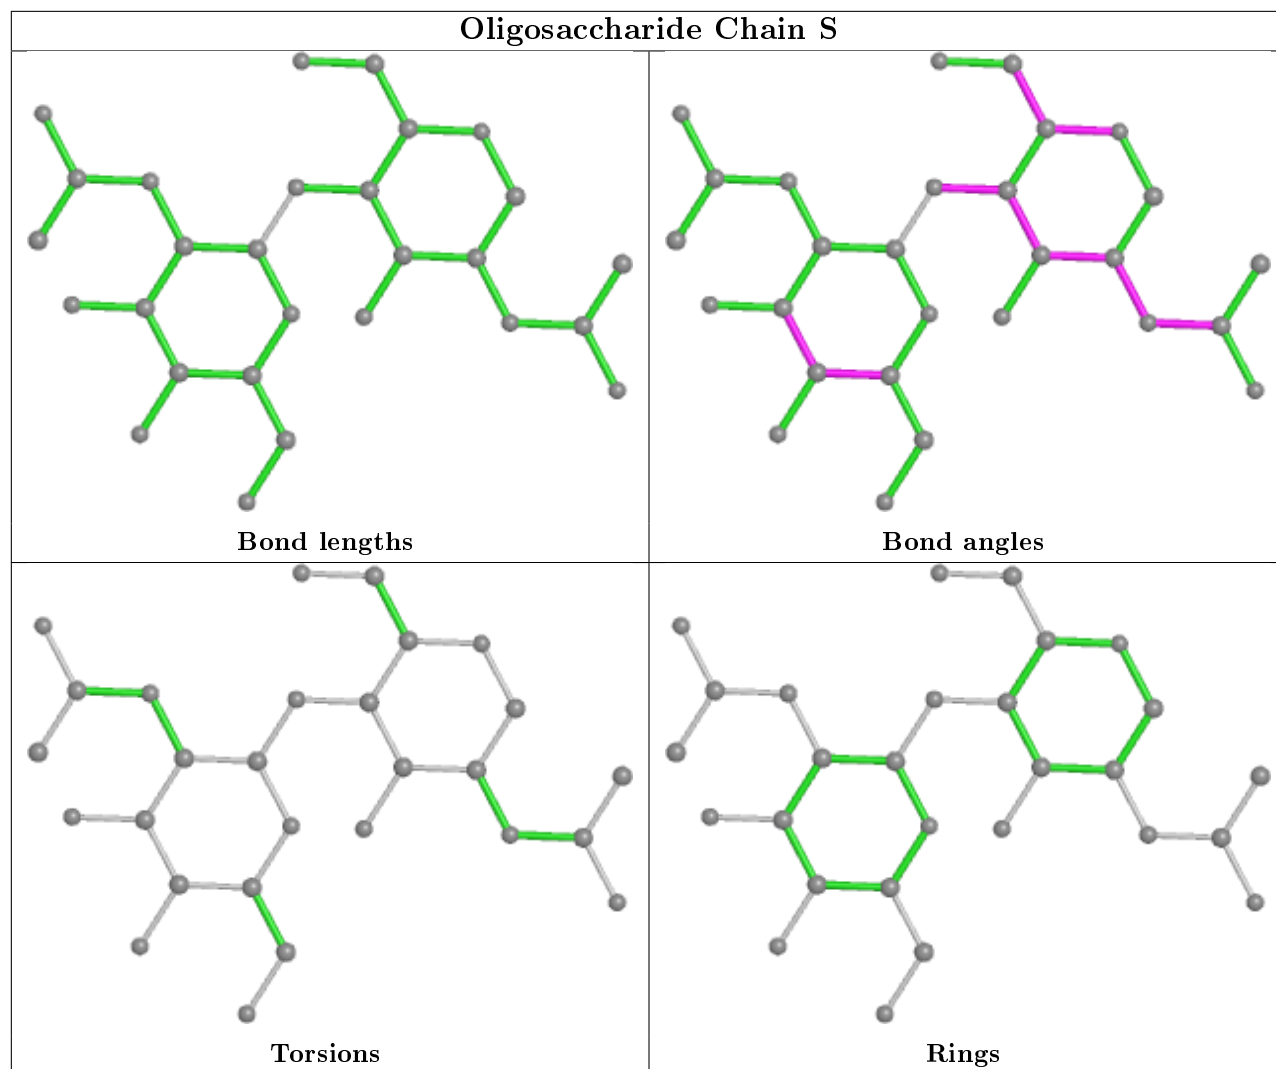 Oligosaccharide Chain S
Bond lengths
Bond angles
Torsions
Rings